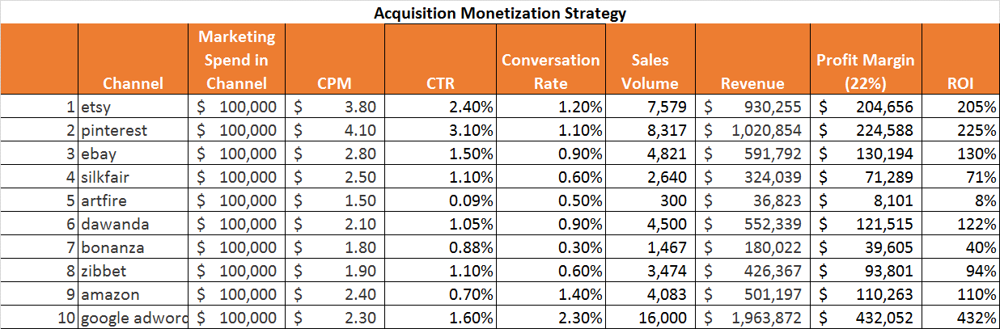 Acquisition Monetization Strategy
Channel Marketing Spend in Channel CPM CTR Conversation Rate Sales Volume Revenue Profit Margin (22%) ROI
1 etsy $ 100,000 $ 3.80 2.40% 1.20% 7,579 $ 930,255 $ 204,656 205%
2 pinterest $ 100,000 $ 4.10 3.10% 1.10% 8,317 $ 1,020,854 $ 224,588 225%
3 ebay $ 100,000 $ 2.80 1.50% 0.90% 4,821 $ 591,792 $ 130,194 130%
4 silkfair $ 100,000 $ 2.50 1.10% 0.60% 2,640 $ 324,039 $ 71,289 71%
5 artfire $ 100,000 $ 1.50 0.09% 0.50% 300 $ 36,823 $ 8,101 8%
6 dawanda $ 100,000 $ 2.10 1.05% 0.90% 4,500 $ 552,339 $ 121,515 122%
7 bonanza $ 100,000 $ 1.80 0.88% 0.30% 1,467 $ 180,022 $ 39,605 40%
8 zibbet $ 100,000 $ 1.90 1.10% 0.60% 3,474 $ 426,367 $ 93,801 94%
9 amazon $ 100,000 $ 2.40 0.70% 1.40% 4,083 $ 501,197 $ 110,263 110%
10 google adword $ 100,000 $ 2.30 1.60% 2.30% 16,000 $ 1,963,872 $ 432,052 432%